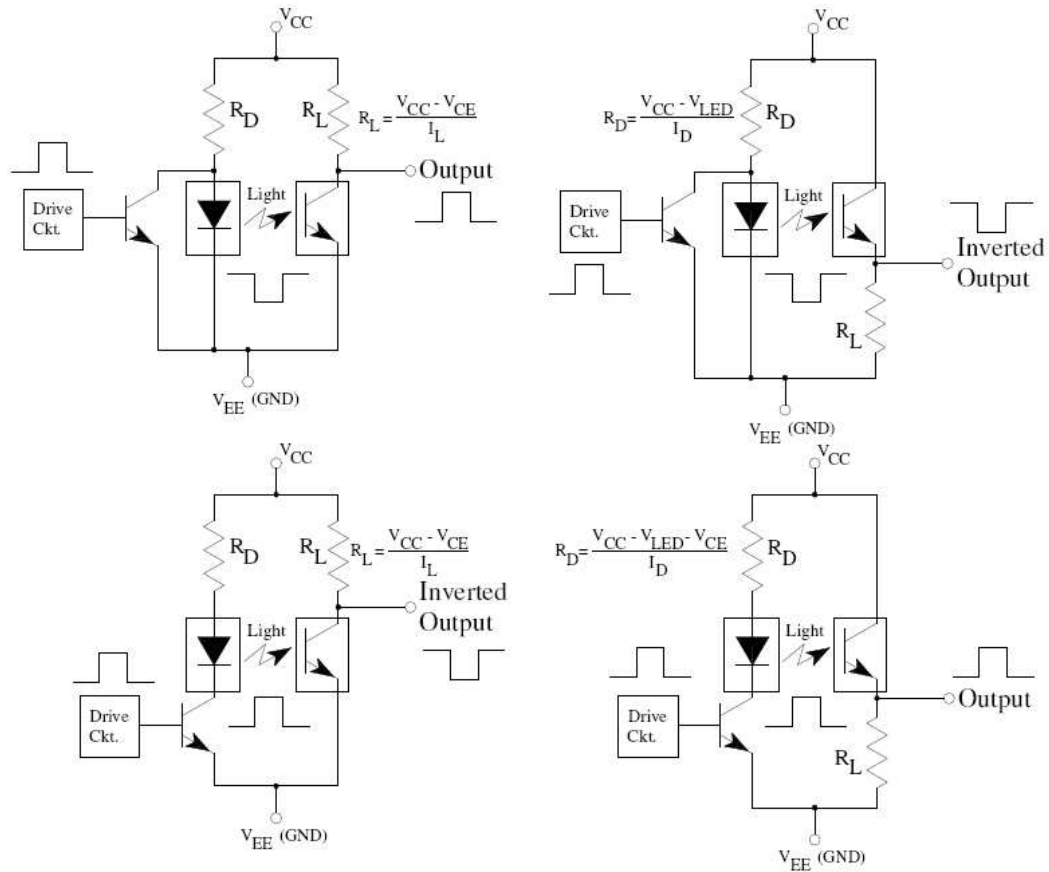 VCC
RD
RL
RL = VCC - VCE / IL
Output
Drive
Ckt.
Light
VEE (GND)
VCC
RD = VCC - VLED / ID
RD
Drive
Ckt.
Light
Inverted
Output
RL
VEE (GND)
VCC
RD
RL
RL = VCC - VCE / IL
Inverted
Output
Light
Drive
Ckt.
VEE (GND)
VCC
RD = VCC - VLED - VCE / ID
RD
Light
Drive
Ckt.
Output
RL
VEE (GND)